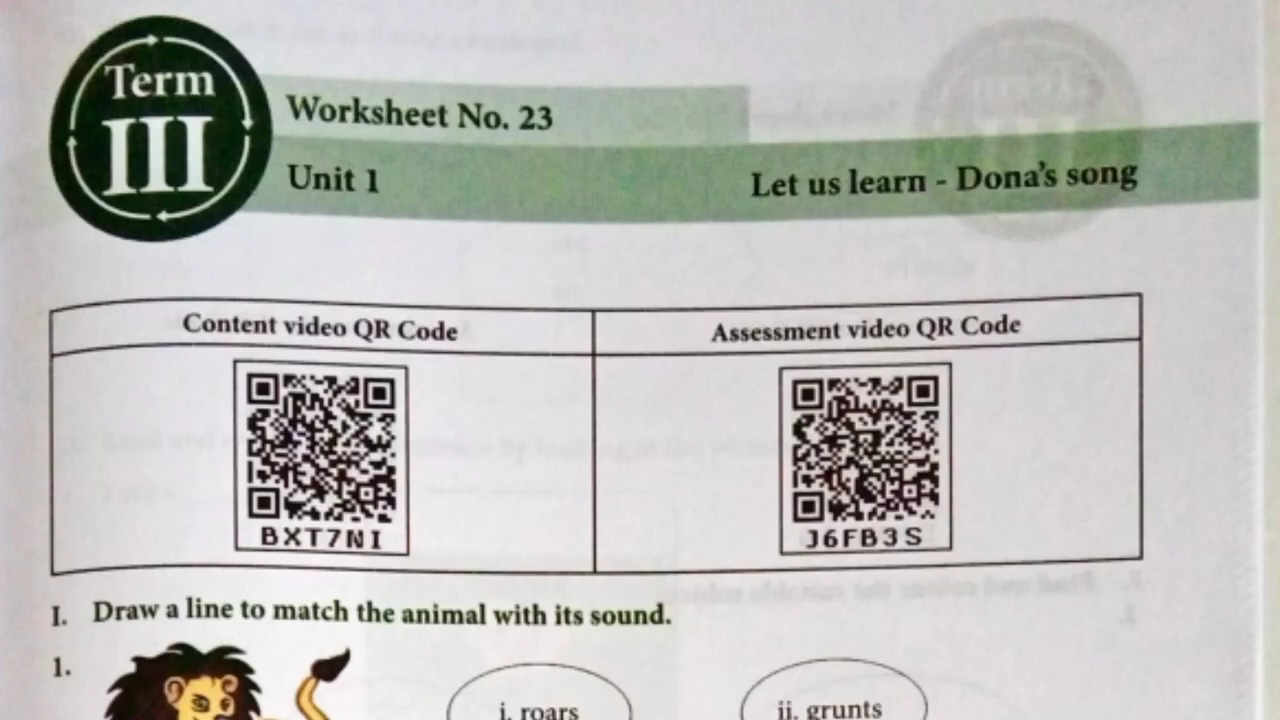 Term
III
Worksheet No. 23
Unit 1
Let us learn - Dona's song
Content video QR Code
Assessment video QR Code
BXT7NI
J6FB3S
I. Draw a line to match the animal with its sound.
1.
i. roars
ii. grunts